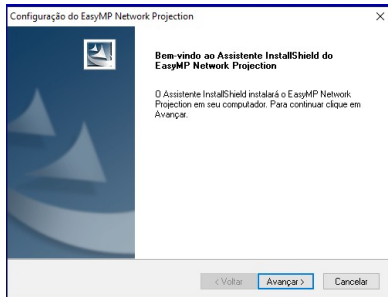 Configuração do EasyMP Network Projection
Bem-vindo ao Assistente InstallShield do
EasyMP Network Projection
O Assistente InstallShield instalará o EasyMP Network
Projection em seu computador. Para continuar clique em
Avançar.
< Voltar
Avançar >
Cancelar